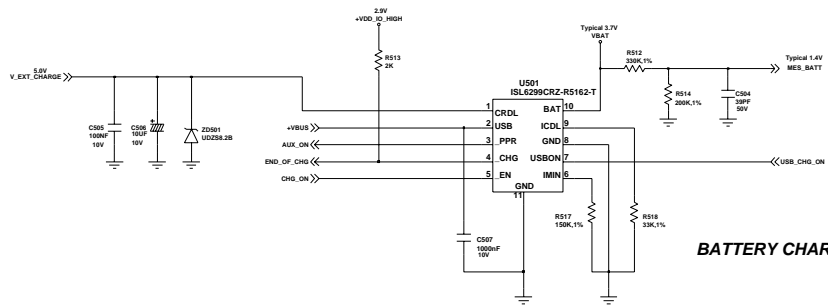 2.9V
+VDD_IO_HIGH
Typical 3.7V
VBAT
5.0V
V_EXT_CHARGE
R513
2K
R512
330K,1%
Typical 1.4V
MES_BATT
U501
ISL6299CRZ-R5162-T
R514
200K,1%
C504
39PF
50V
C505
100NF
10V
C506
10UF
10V
ZD501
UDZS8.2B
1 CRDL
BAT 10
+VBUS
2 USB
ICDL 9
AUX_ON
3 _PPR
GND 8
END_OF_CHG
4 _CHG
USBON 7
USB_CHG_ON
CHG_ON
5 _EN
IMIN 6
GND
11
C507
1000nF
10V
R517
150K,1%
R518
33K,1%
BATTERY CHAR